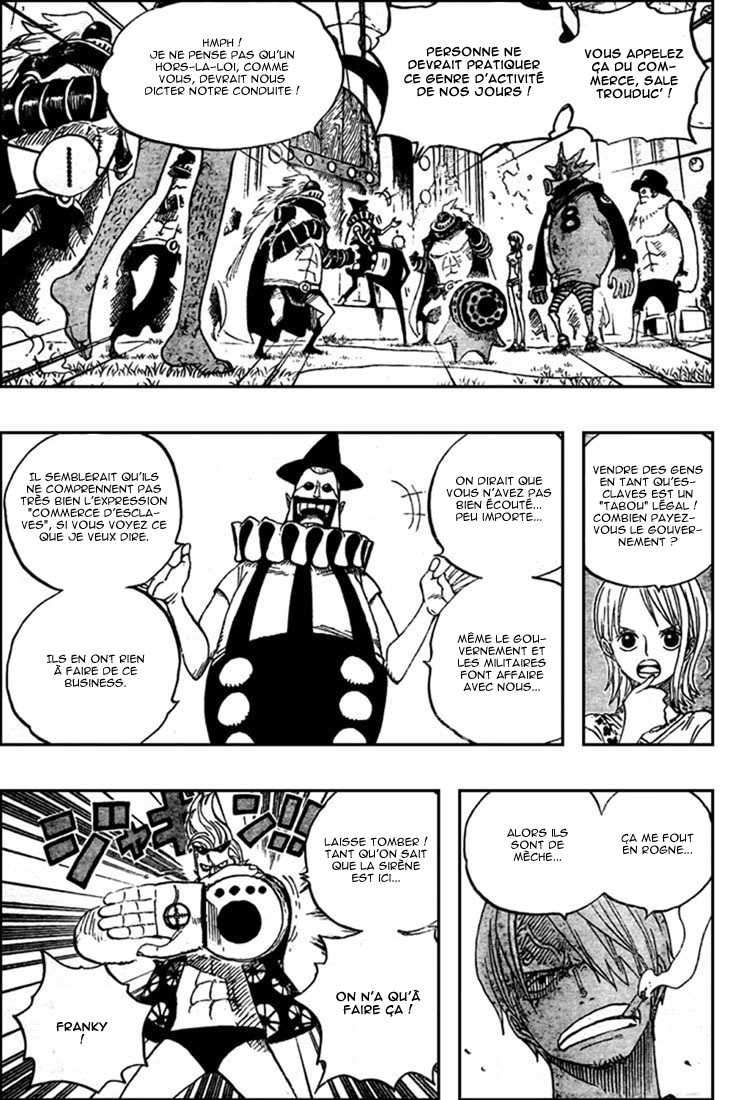 VOUS APPELEZ
ÇA DU COM-
MERCE, SALE
TROUDUC' !
PERSONNE NE
DEVRAIT PRATIQUER
CE GENRE D'ACTIVITÉ
DE NOS JOURS !
HMPH !
JE NE PENSE PAS QU'UN
HORS-LA-LOI, COMME
VOUS, DEVRAIT NOUS
DICTER NOTRE CONDUITE !
B
VENDRE DES GENS
EN TANT QU'ES-
CLAVES EST UN
"TABOU" LÉGAL !
COMBIEN PAYEZ-
VOUS LE GOUVER-
NEMENT ?
ON DIRAIT QUE
VOUS N'AVEZ PAS
BIEN ÉCOUTÉ...
PEU IMPORTE...
MÊME LE GOU-
VERNEMENT ET
LES MILITAIRES
FONT AFFAIRE
AVEC NOUS...
IL SEMBLERAIT QU'ILS
NE COMPRENNENT PAS
TRÈS BIEN L'EXPRESSION
"COMMERCE D'ESCLA-
VES", SI VOUS VOYEZ CE
QUE JE VEUX DIRE.
ILS EN ONT RIEN
À FAIRE DE CE
BUSINESS.
ÇA ME FOUT
EN ROGNE...
ALORS ILS
SONT DE
MÊCHE...
LAISSE TOMBER !
TANT QU'ON SAIT
QUE LA SIRÈNE
EST ICI...
ON N'A QU'À
FAIRE ÇA !
ジャキン!!
FRANKY
!